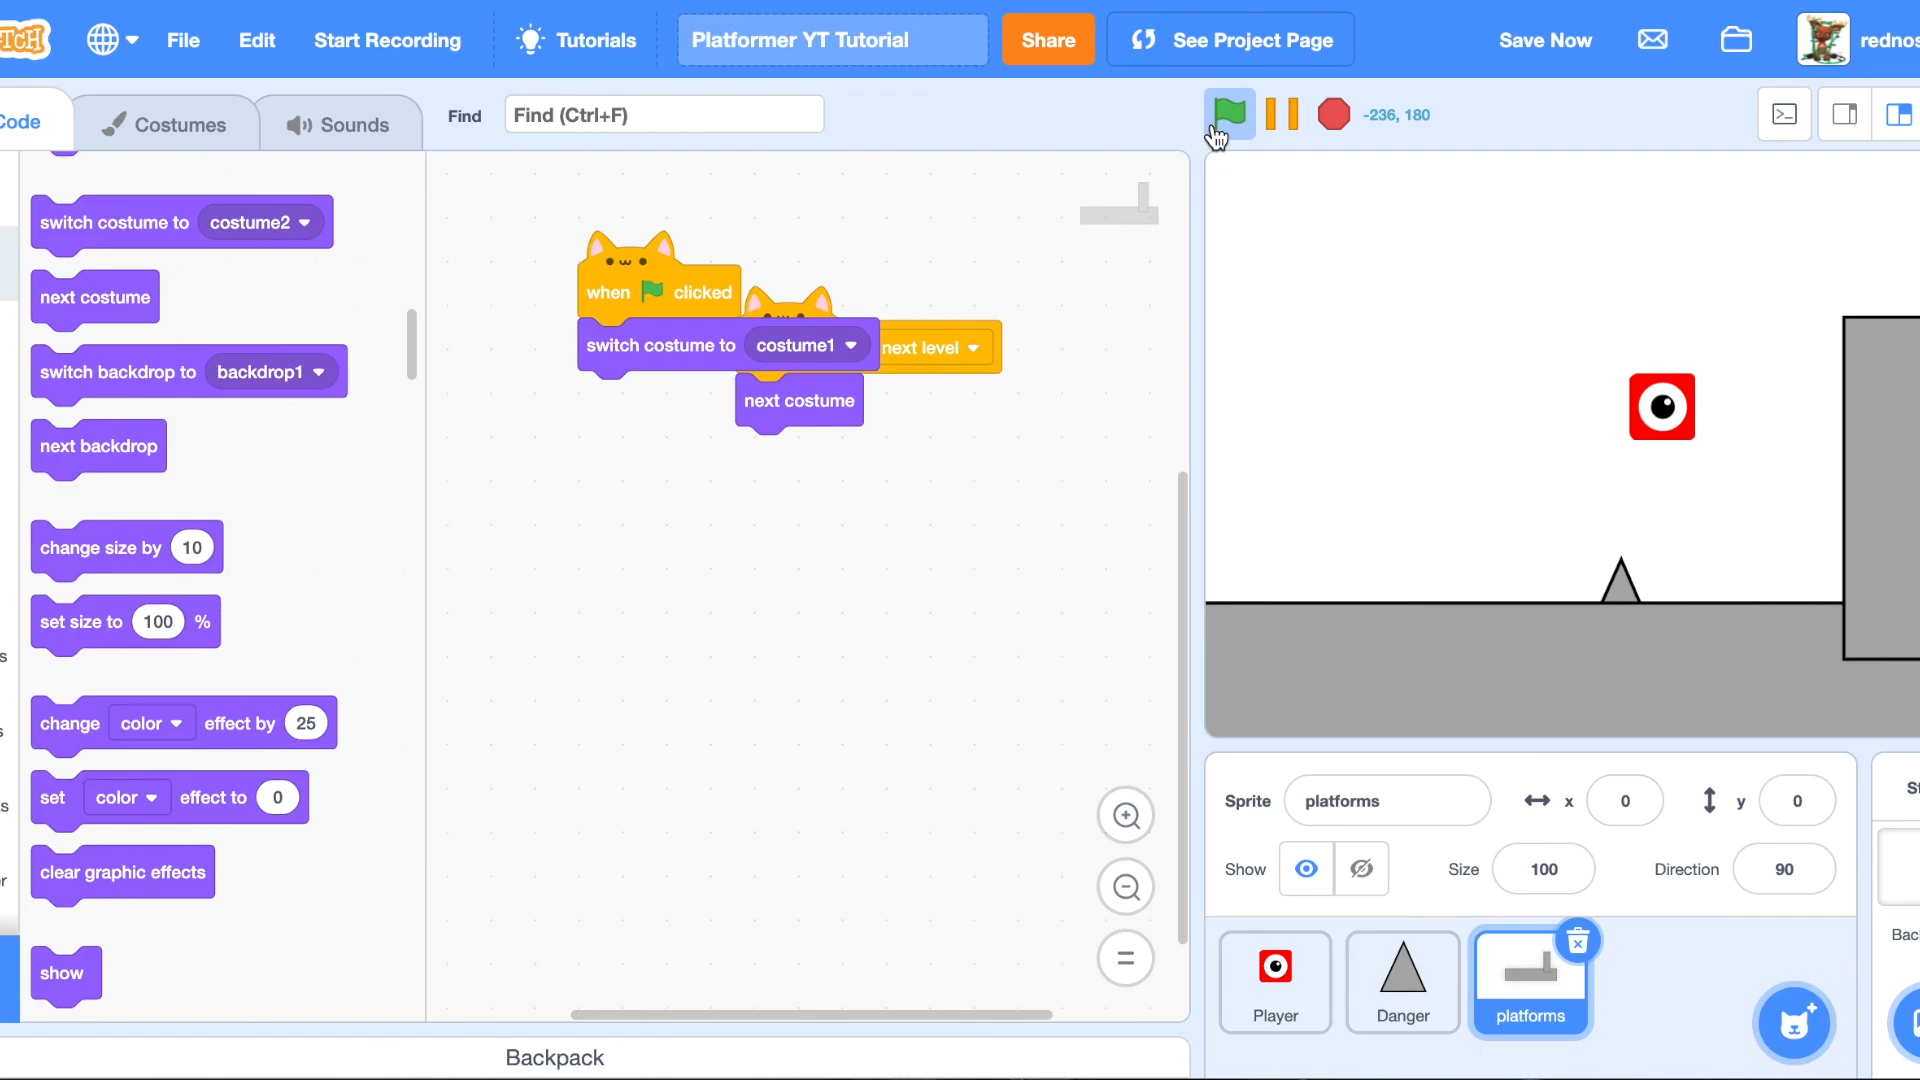 File Edit Start Recording Tutorials Platformer YT Tutorial Share See Project Page Save Now
Costumes Sounds Find Find (Ctrl+F) -236, 180
switch costume to costume2
next costume
switch backdrop to backdrop1
next backdrop
change size by 10
set size to 100 %
change color effect by 25
set color effect to 0
clear graphic effects
show
when clicked
switch costume to costume1 next level
next costume
Sprite platforms x 0 y 0
Show Size 100 Direction 90
Player Danger platforms
Backpack